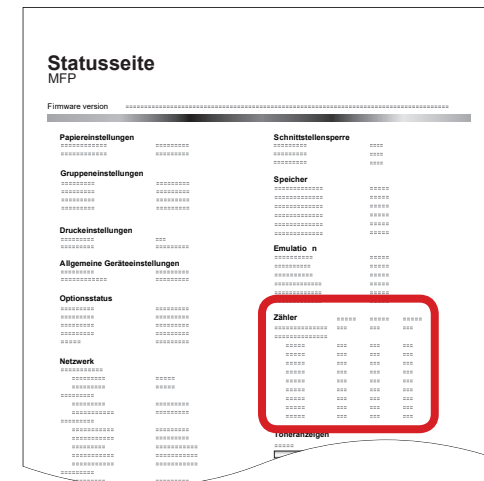 Statusseite
MFP
Firmware version
Papiereinstellungen
Gruppeneinstellungen
Druckeinstellungen
Allgemeine Geräteeinstellungen
Optionsstatus
Netzwerk
Schnittstellensperre
Speicher
Emulatio n
Zähler
Toneranzeigen